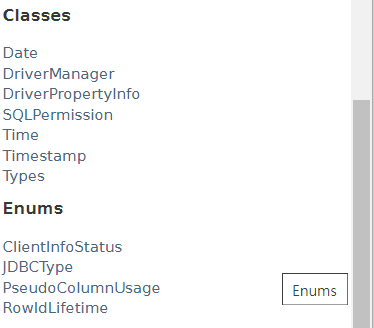 Classes
Date
DriverManager
DriverPropertyInfo
SQLPermission
Time
Timestamp
Types
Enums
ClientInfoStatus
JDBCType
PseudoColumnUsage
Enums
RowIdLifetime